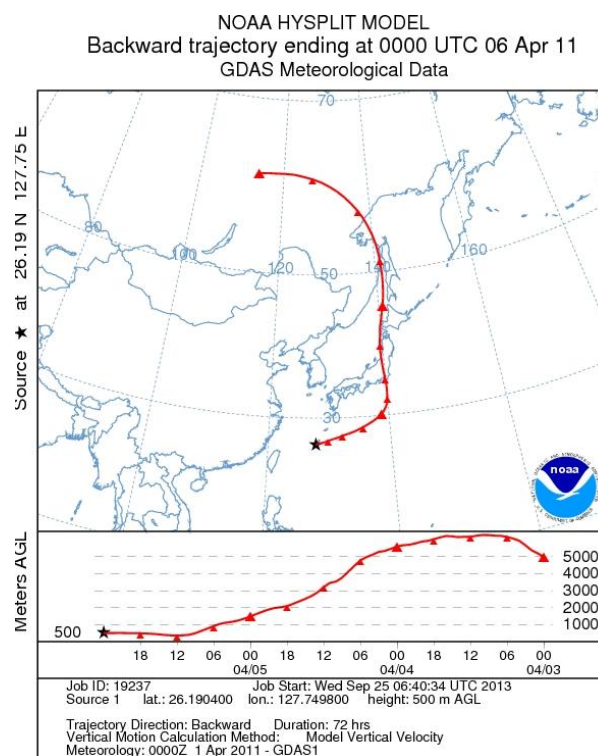 NOAA HYSPLIT MODEL
Backward trajectory ending at 0000 UTC 06 Apr 11
GDAS Meteorological Data
Source ★ at 26.19 N 127.75 E
70
80
100
120
50
140
160
30
noaa
Meters AGL
500
5000
4000
3000
2000
1000
18 12 06 00 18 12 06 00 18 12 06 00
04/05 04/04 04/03
Job ID: 19237 Job Start: Wed Sep 25 06:40:34 UTC 2013
Source 1 lat.: 26.190400 lon.: 127.749800 height: 500 m AGL
Trajectory Direction: Backward Duration: 72 hrs
Vertical Motion Calculation Method: Model Vertical Velocity
Meteorology: 0000Z 1 Apr 2011 - GDAS1